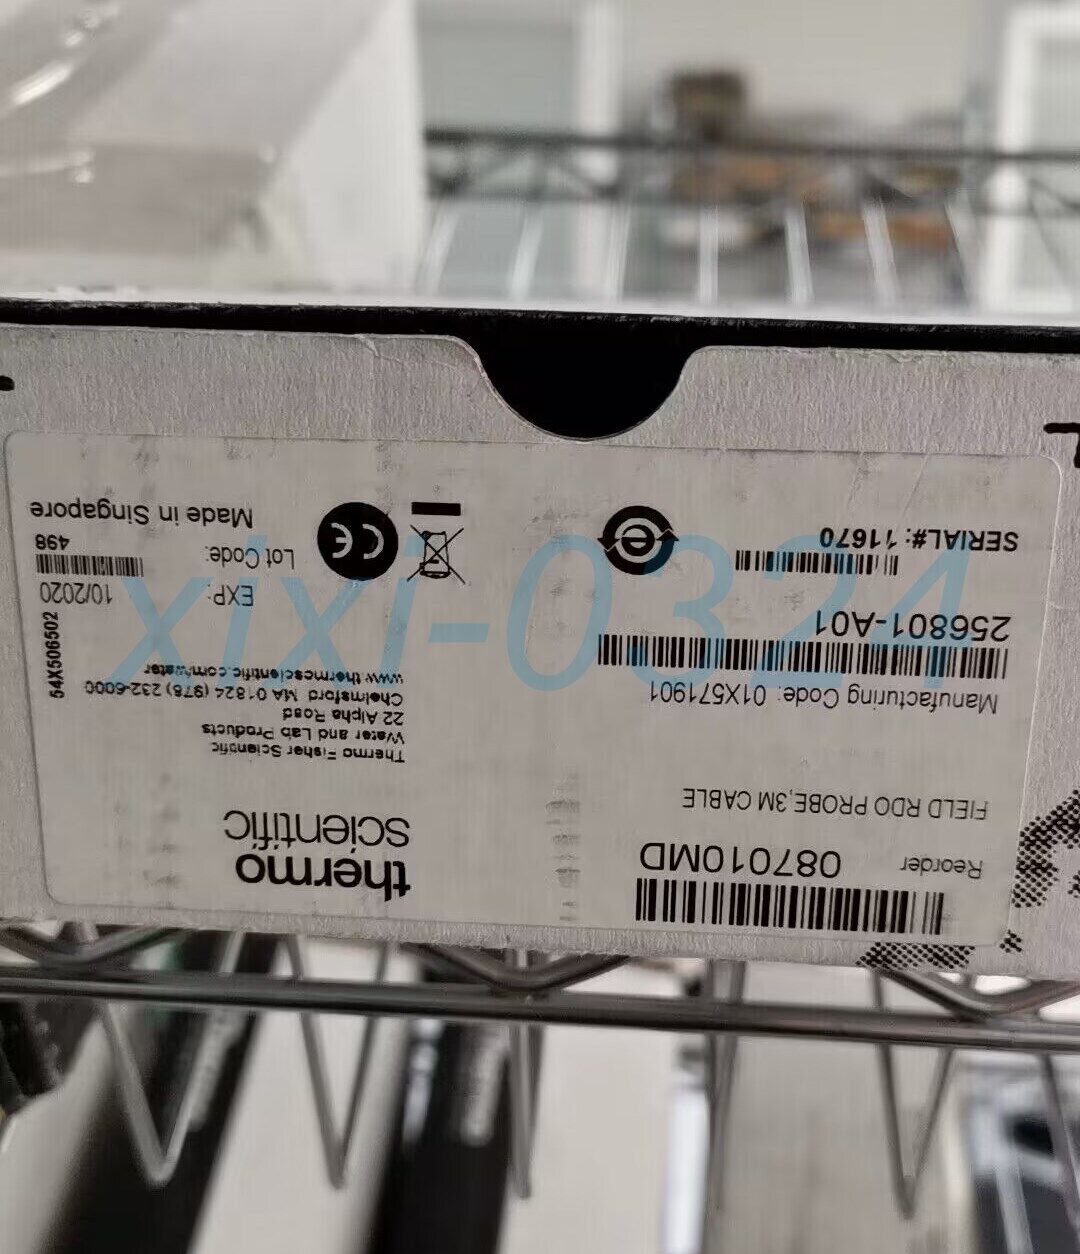 Reorder 087010MD
FIELD RDO PROBE,3M CABLE
Manufacturing Code: 01X571901
256801-A01
SERIAL#: 11670
thermo
scientific
Thermo Fisher Scientific
Water and Lab Products
22 Alpha Road
Chelmsford MA 01824 (978) 232-6000
www.thermoscientific.com/water
EXP: 10/2020
Lot Code:
498
Made in Singapore
54X506502
CE
e
xixi-0324